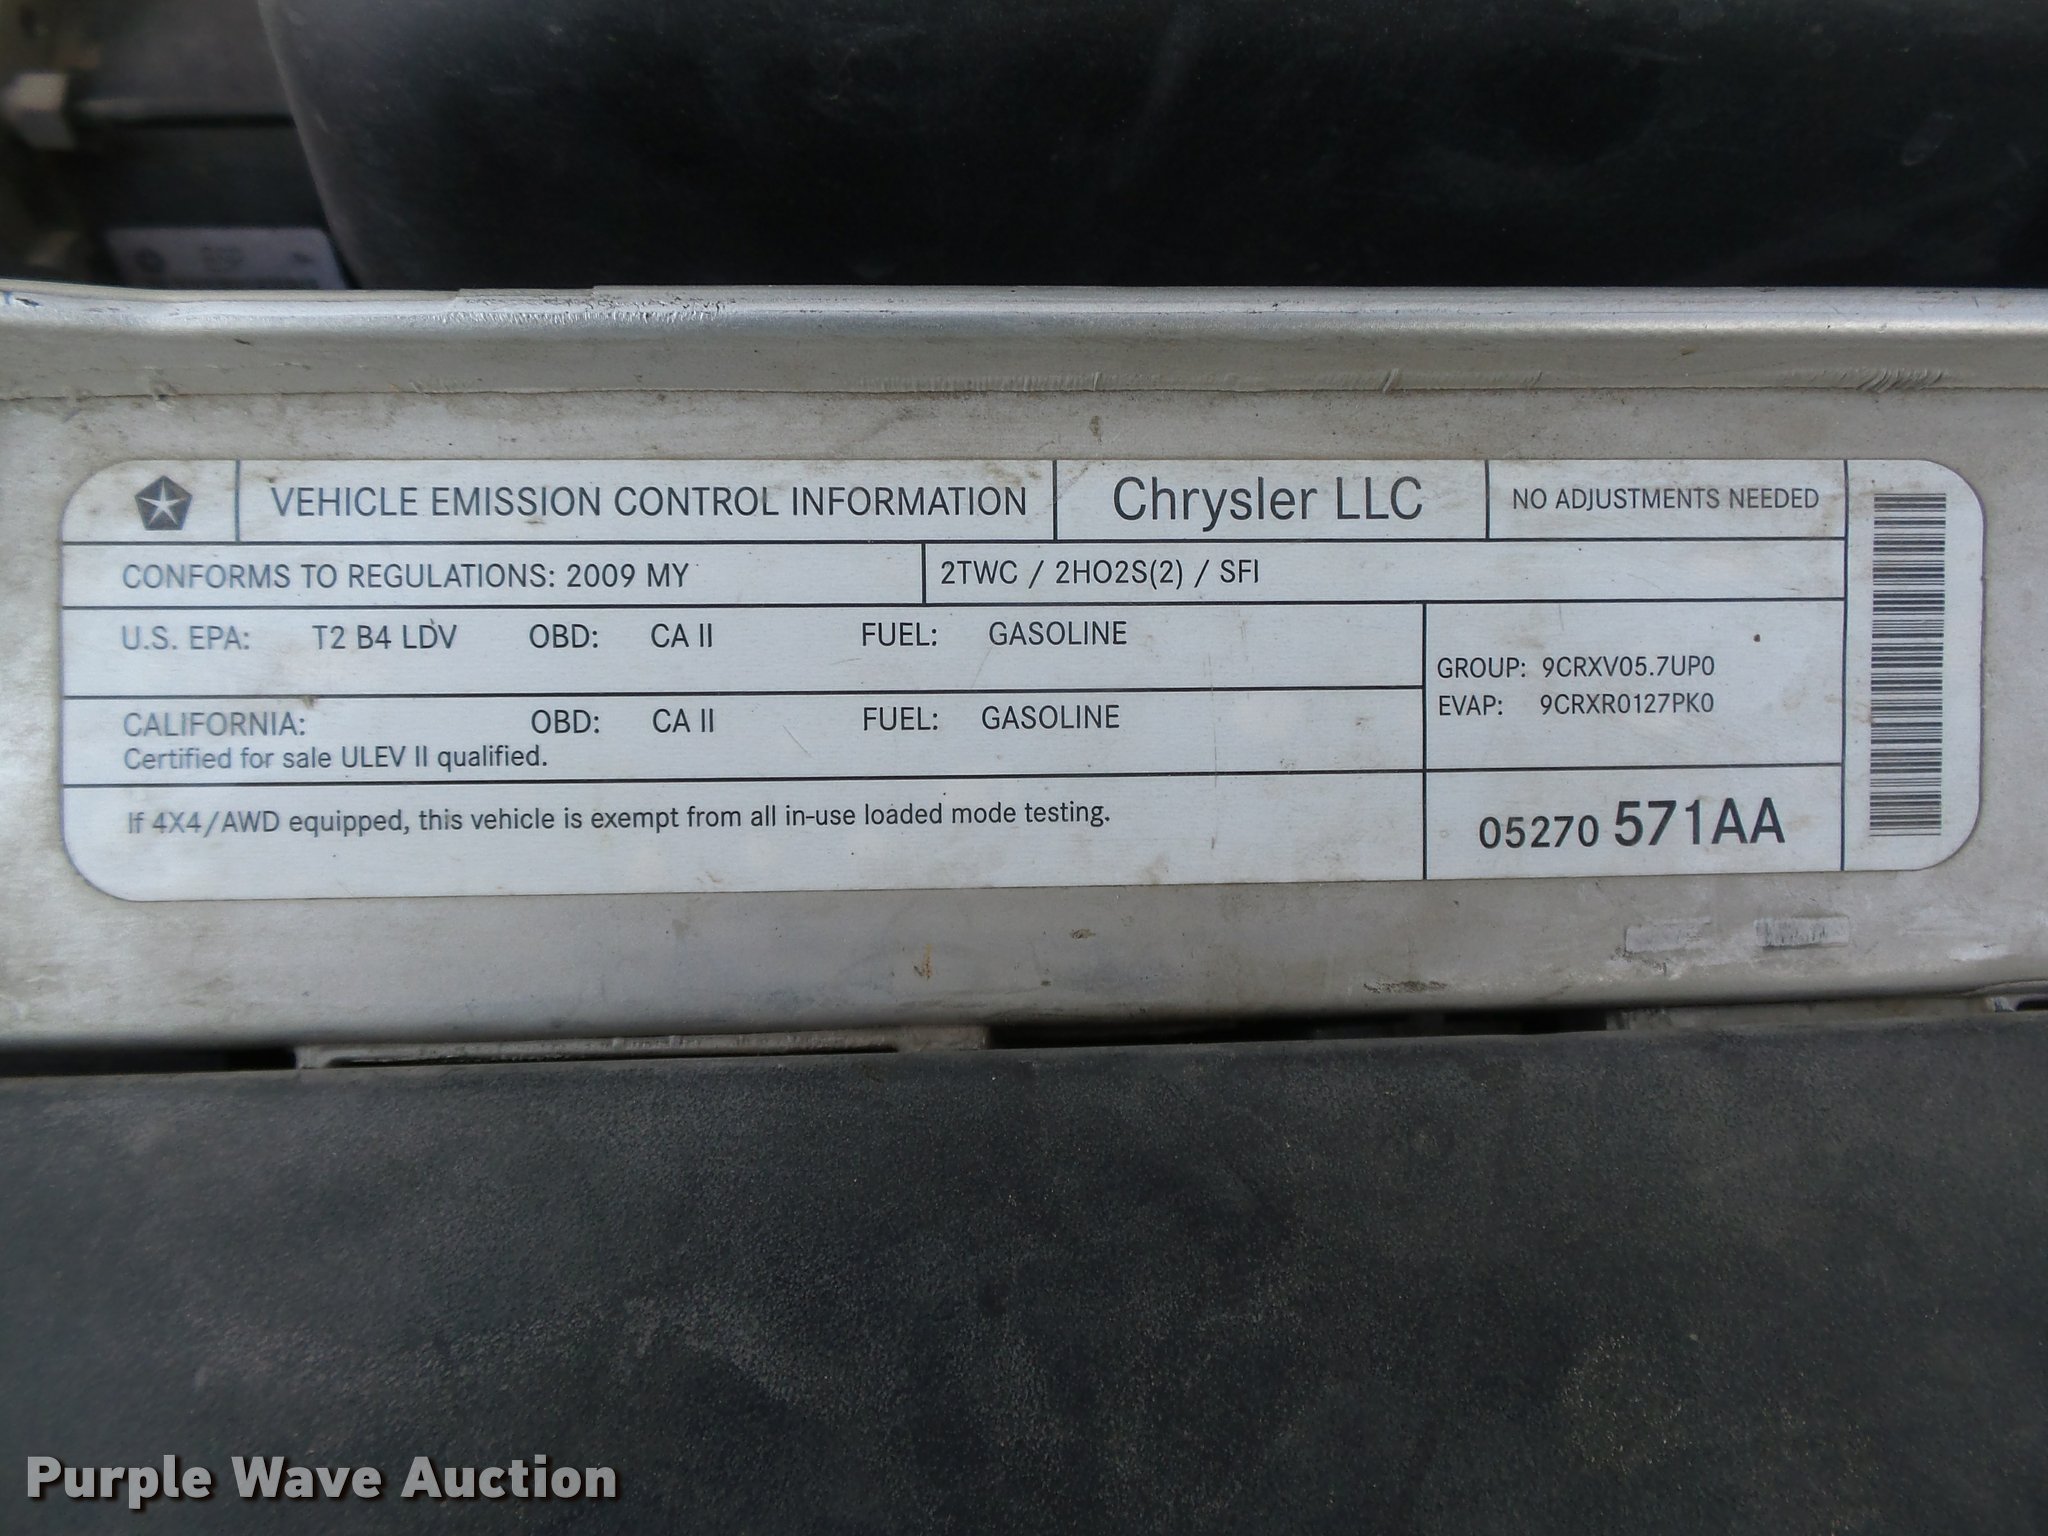 VEHICLE EMISSION CONTROL INFORMATION
Chrysler LLC
NO ADJUSTMENTS NEEDED
CONFORMS TO REGULATIONS: 2009 MY
2TWC / 2HO2S(2) / SFI
U.S. EPA: T2 B4 LDV OBD: CA II FUEL: GASOLINE
CALIFORNIA: OBD: CA II FUEL: GASOLINE
Certified for sale ULEV II qualified.
GROUP: 9CRXV05.7UP0
EVAP: 9CRXR0127PK0
If 4X4/AWD equipped, this vehicle is exempt from all in-use loaded mode testing.
05270 571AA
Purple Wave Auction